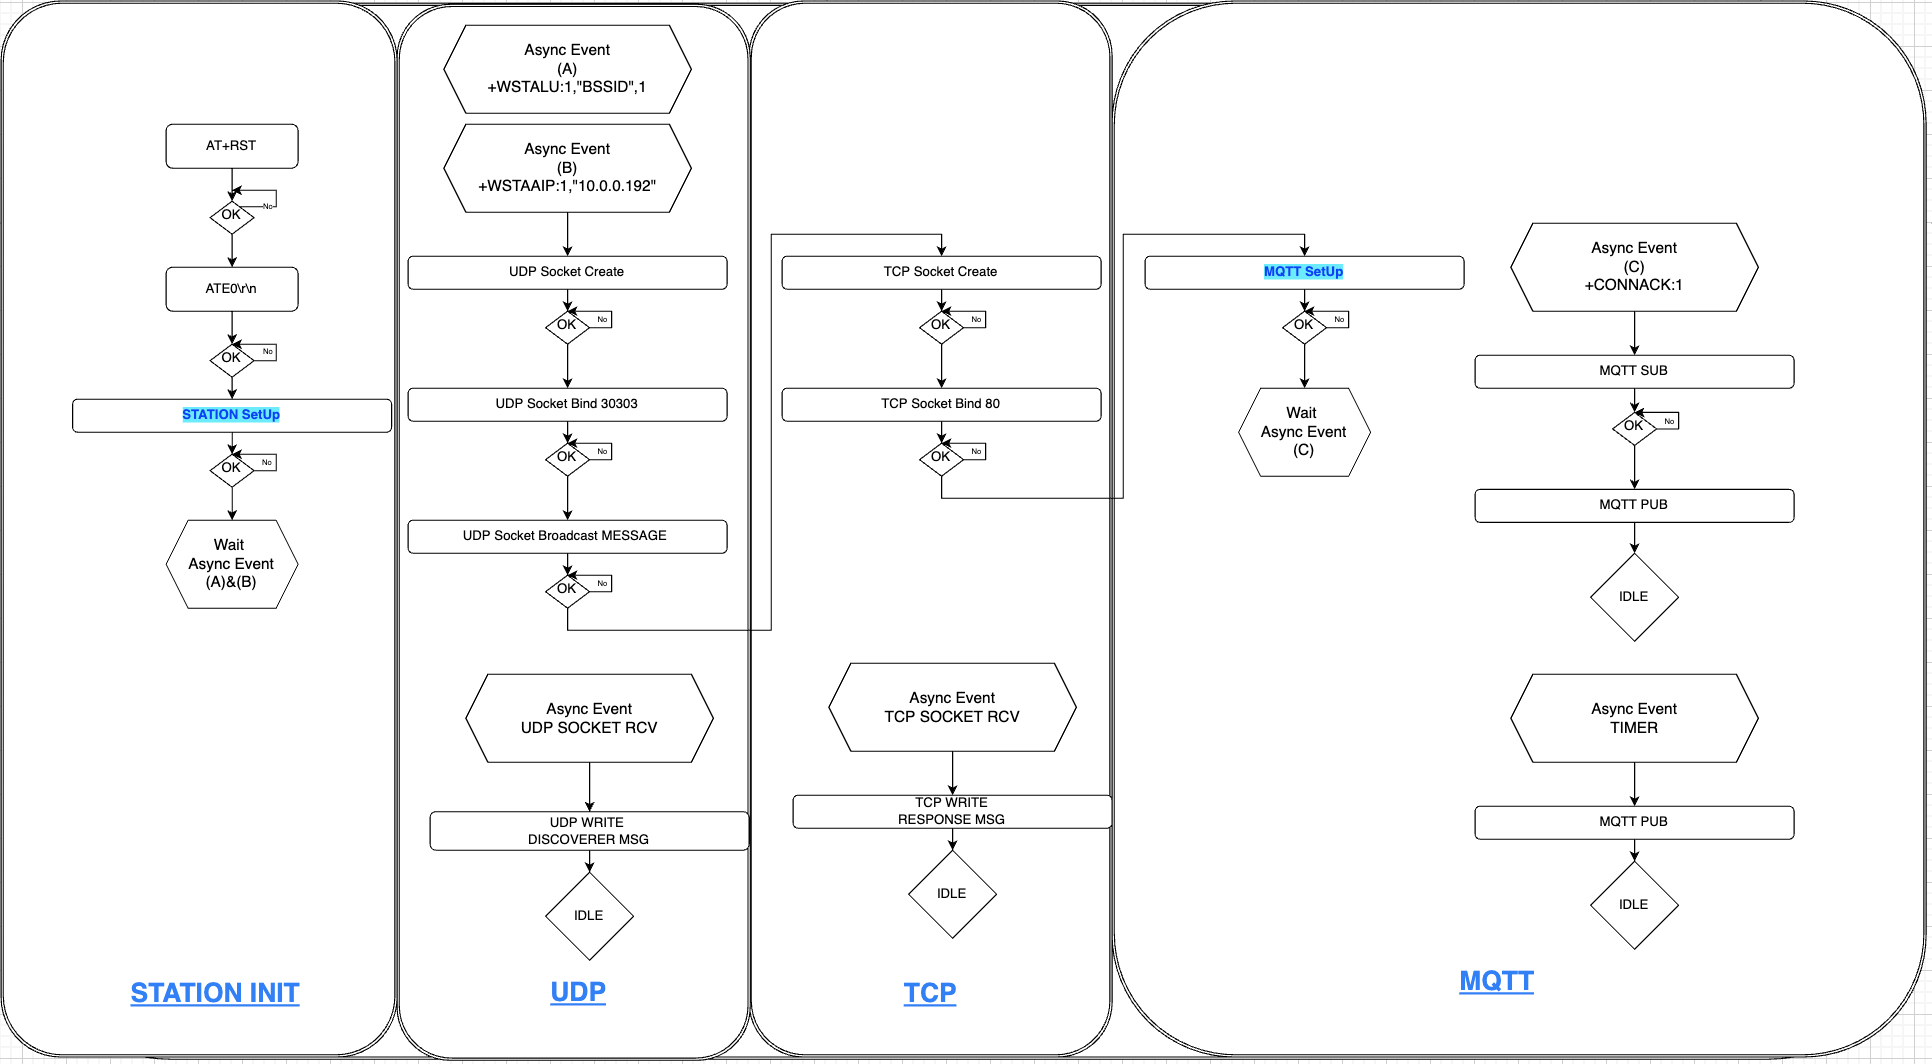 AT+RST
OK
No
ATE0\r\n
OK
No
STATION SetUp
OK
No
Wait
Async Event
(A)&(B)
STATION INIT
Async Event
(A)
+WSTALU:1,"BSSID",1
Async Event
(B)
+WSTAAIP:1,"10.0.0.192"
UDP Socket Create
OK
No
UDP Socket Bind 30303
OK
No
UDP Socket Broadcast MESSAGE
OK
No
Async Event
UDP SOCKET RCV
UDP WRITE
DISCOVERER MSG
IDLE
UDP
TCP Socket Create
OK
No
TCP Socket Bind 80
OK
No
Async Event
TCP SOCKET RCV
TCP WRITE
RESPONSE MSG
IDLE
TCP
MQTT SetUp
OK
No
Wait
Async Event
(C)
Async Event
(C)
+CONNACK:1
MQTT SUB
OK
No
MQTT PUB
IDLE
Async Event
TIMER
MQTT PUB
IDLE
MQTT